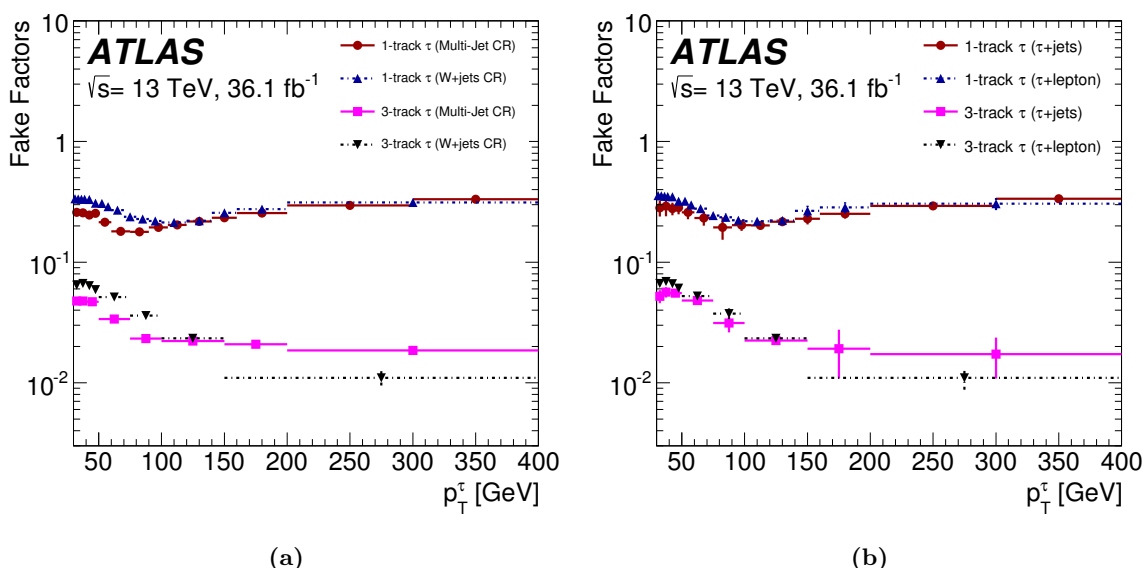 Fake Factors
10
1
10⁻¹
10⁻²
ATLAS
√s= 13 TeV, 36.1 fb⁻¹
1-track τ (Multi-Jet CR)
1-track τ (W+jets CR)
3-track τ (Multi-Jet CR)
3-track τ (W+jets CR)
50 100 150 200 250 300 350 400
p_T^τ [GeV]
(a)
Fake Factors
10
1
10⁻¹
10⁻²
ATLAS
√s= 13 TeV, 36.1 fb⁻¹
1-track τ (τ+jets)
1-track τ (τ+lepton)
3-track τ (τ+jets)
3-track τ (τ+lepton)
50 100 150 200 250 300 350 400
p_T^τ [GeV]
(b)